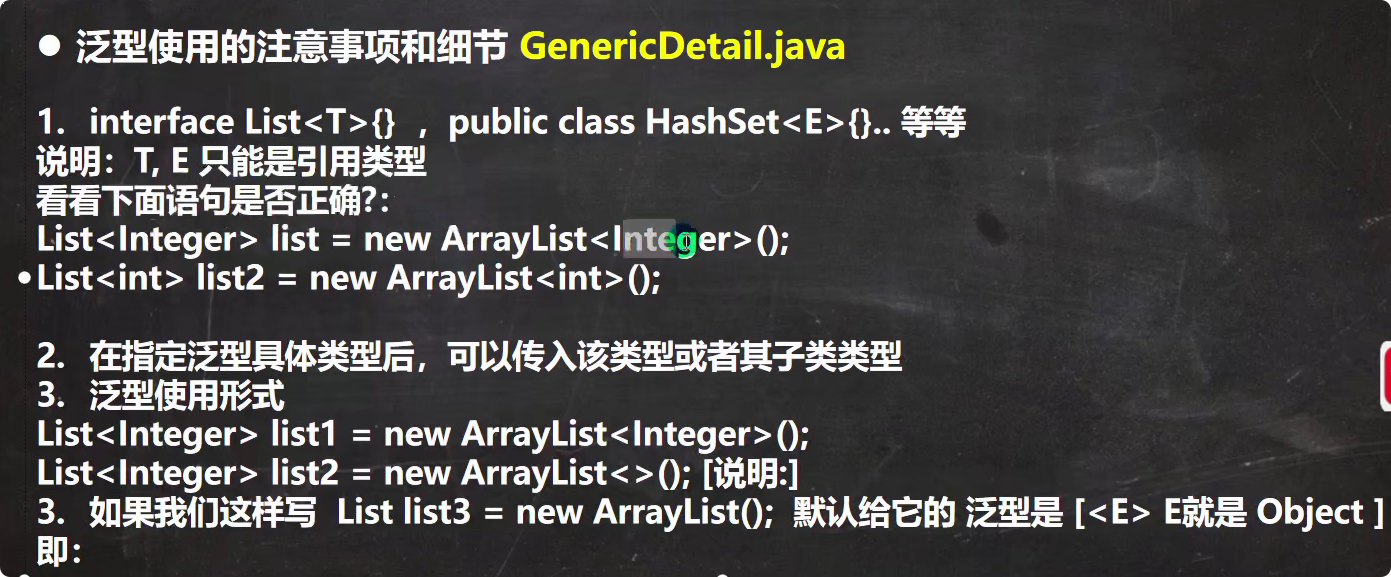 ● 泛型使用的注意事项和细节 GenericDetail.java
1. interface List<T>{} ，public class HashSet<E>{}.. 等等
说明：T, E 只能是引用类型
看看下面语句是否正确?：
List<Integer> list = new ArrayList<Integer>();
•List<int> list2 = new ArrayList<int>();
2. 在指定泛型具体类型后，可以传入该类型或者其子类类型
3. 泛型使用形式
List<Integer> list1 = new ArrayList<Integer>();
List<Integer> list2 = new ArrayList<>(); [说明:]
3. 如果我们这样写 List list3 = new ArrayList(); 默认给它的 泛型是 [<E> E就是 Object ]
即：